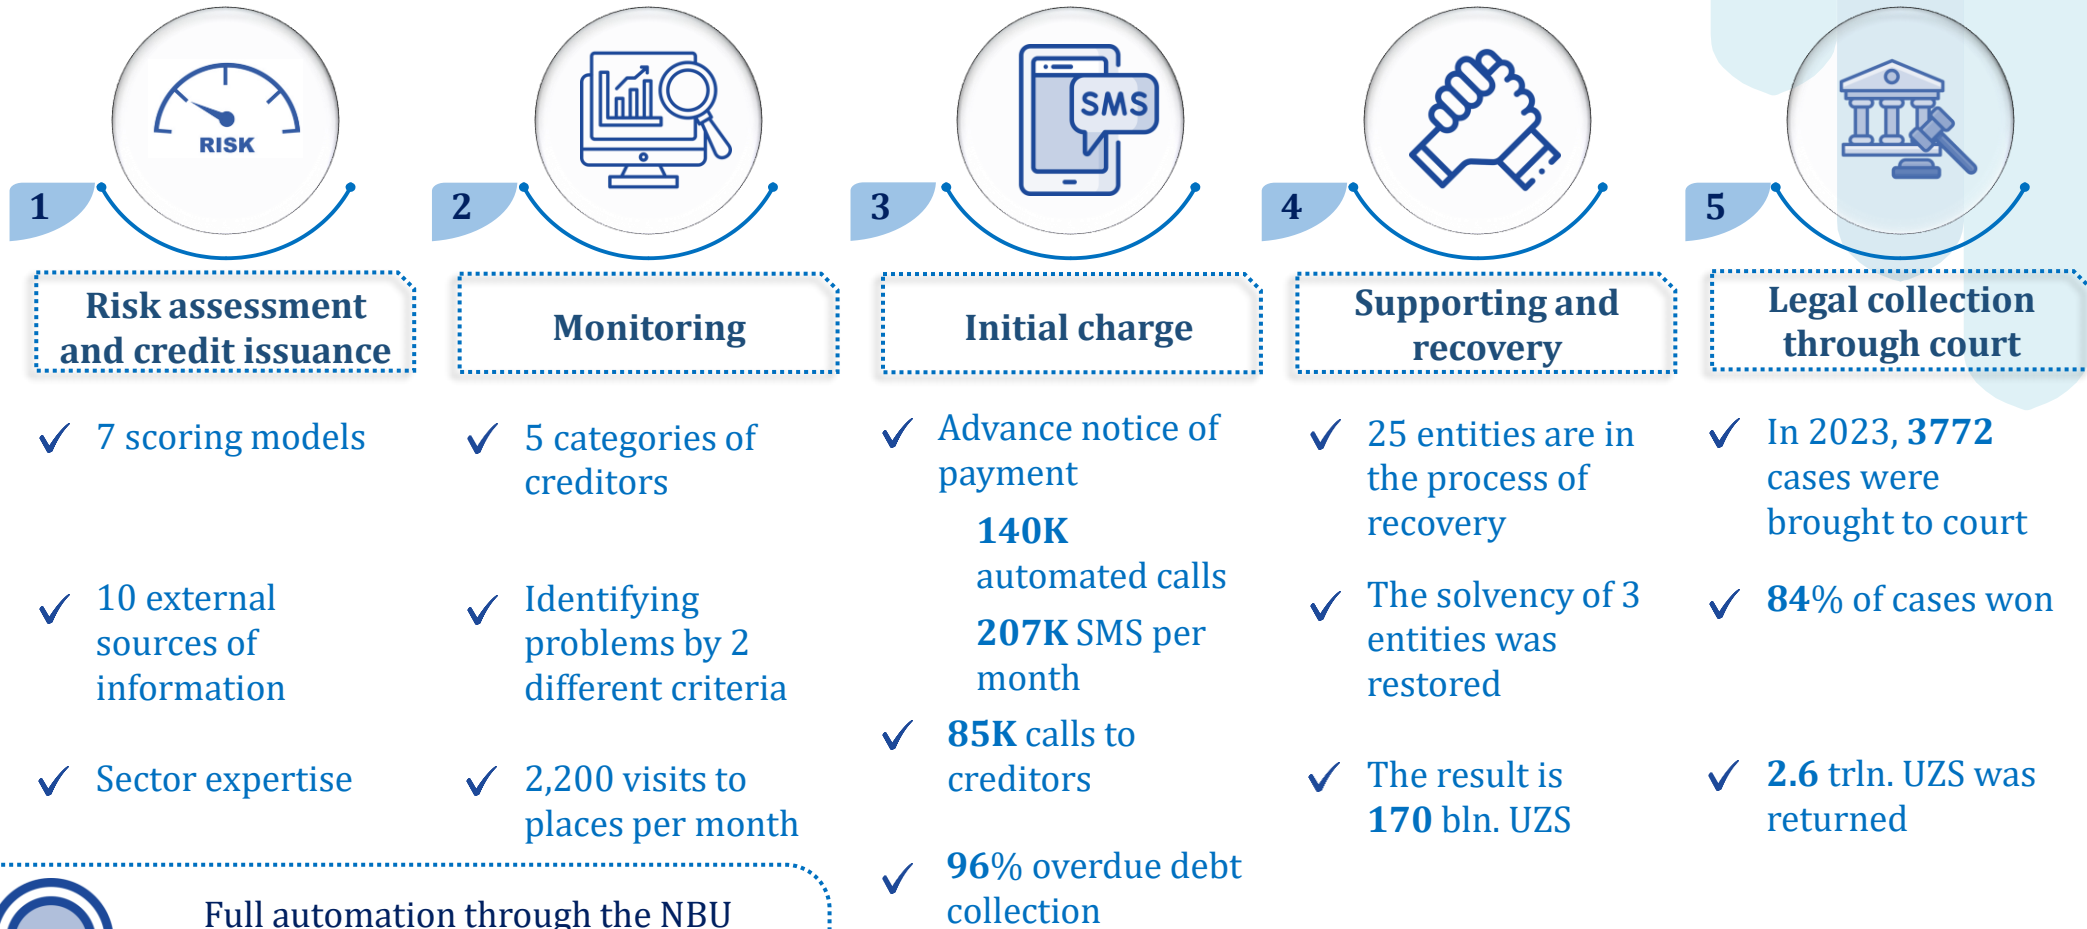 RISK
1
Risk assessment
and credit issuance
7 scoring models
10 external
sources of
information
Sector expertise
2
Monitoring
5 categories of
creditors
Identifying
problems by 2
different criteria
2,200 visits to
places per month
SMS
3
Initial charge
Advance notice of
payment
140K
automated calls
207K SMS per
month
85K calls to
creditors
96% overdue debt
collection
4
Supporting and
recovery
25 entities are in
the process of
recovery
The solvency of 3
entities was
restored
The result is
170 bln. UZS
5
Legal collection
through court
In 2023, 3772
cases were
brought to court
84% of cases won
2.6 trln. UZS was
returned
Full automation through the NBU